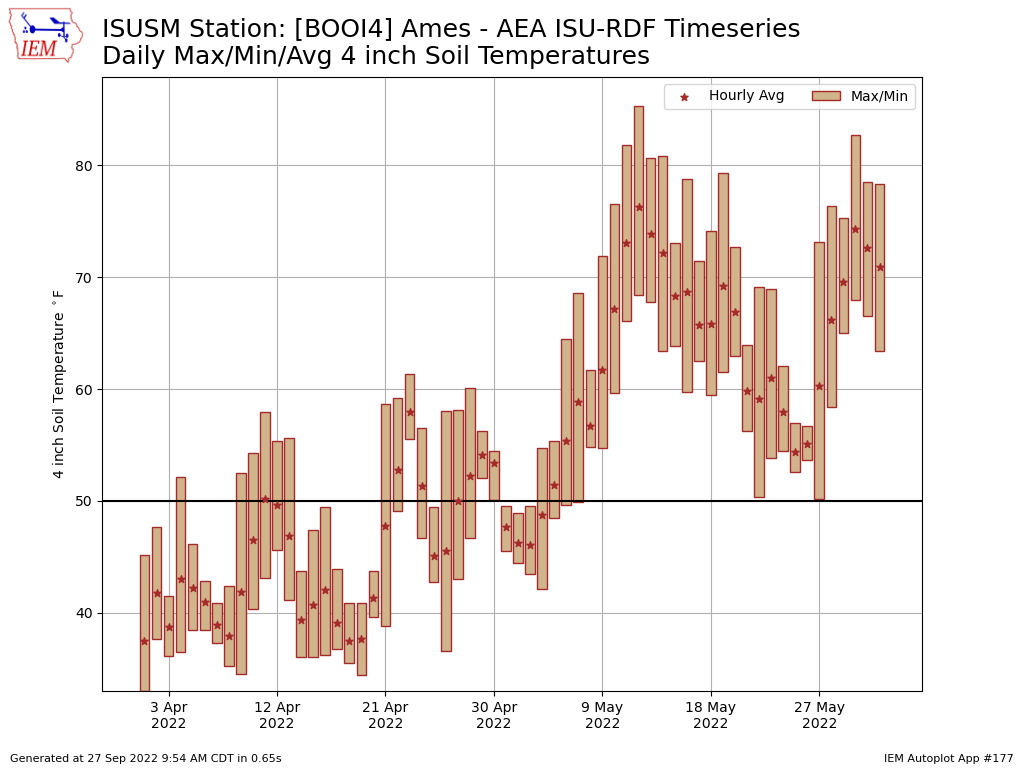 IEM
ISUSM Station: [BOOI4] Ames - AEA ISU-RDF Timeseries
Daily Max/Min/Avg 4 inch Soil Temperatures
Hourly Avg
Max/Min
80
70
60
50
40
4 inch Soil Temperature °F
3 Apr
2022
12 Apr
2022
21 Apr
2022
30 Apr
2022
9 May
2022
18 May
2022
27 May
2022
Generated at 27 Sep 2022 9:54 AM CDT in 0.65s
IEM Autoplot App #177